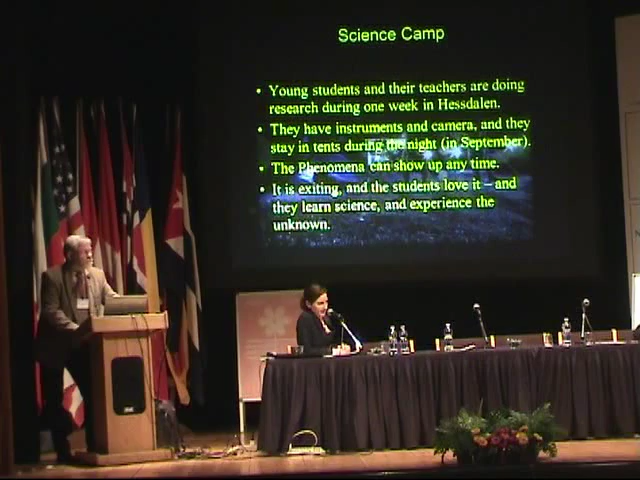 Science Camp
• Young students and their teachers are doing
research during one week in Hessdalen.
• They have instruments and camera, and they
stay in tents during the night (in September).
• The Phenomena can show up any time.
• It is exiting, and the students love it – and
they learn science, and experience the
unknown.